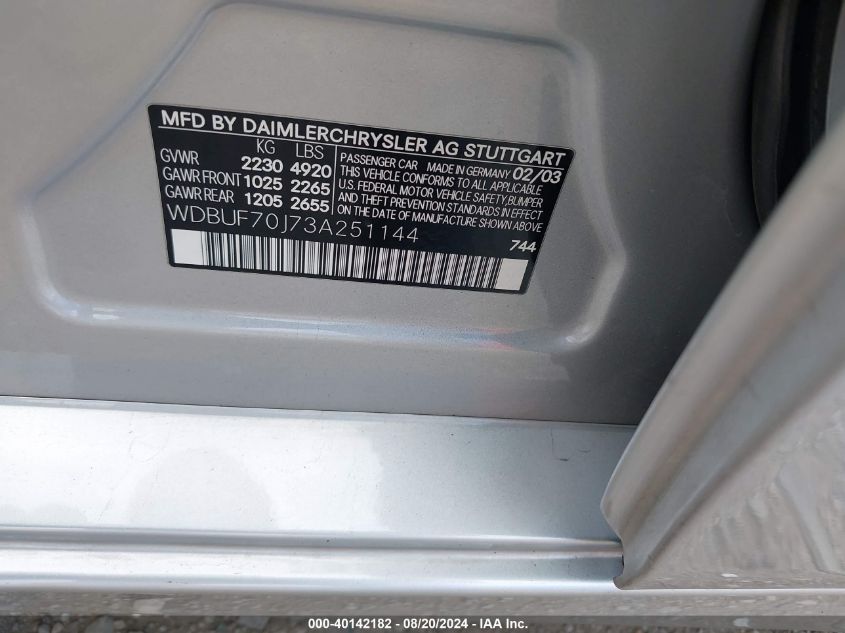 MFD BY DAIMLERCHRYSLER AG STUTTGART
KG LBS
GVWR 2230 4920
GAWR FRONT 1025 2265
GAWR REAR 1205 2655
PASSENGER CAR MADE IN GERMANY 02/03
THIS VEHICLE CONFORMS TO ALL APPLICABLE
U.S. FEDERAL MOTOR VEHICLE SAFETY, BUMPER
AND THEFT PREVENTION STANDARDS IN EFFECT
ON THE DATE OF MANUFACTURE SHOWN ABOVE
WDBUF70J73A251144
744
000-40142182 - 08/20/2024 - IAA Inc.